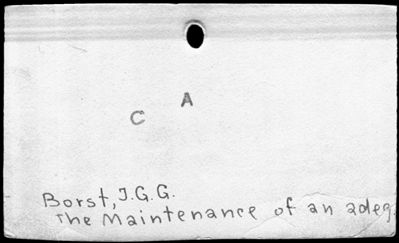 C A
Borst, J.G.G.
The Maintenance of an adeq.